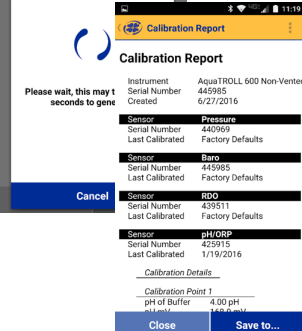 Please wait, this may t
seconds to gene
Cancel
11:19
Calibration Report
Calibration Report
Instrument AquaTROLL 600 Non-Vented
Serial Number 445985
Created 6/27/2016
Sensor Pressure
Serial Number 440969
Last Calibrated Factory Defaults
Sensor Baro
Serial Number 445985
Last Calibrated Factory Defaults
Sensor RDO
Serial Number 439511
Last Calibrated Factory Defaults
Sensor pH/ORP
Serial Number 425915
Last Calibrated 1/19/2016
Calibration Details
Calibration Point 1
pH of Buffer 4.00 pH
Close
Save to...